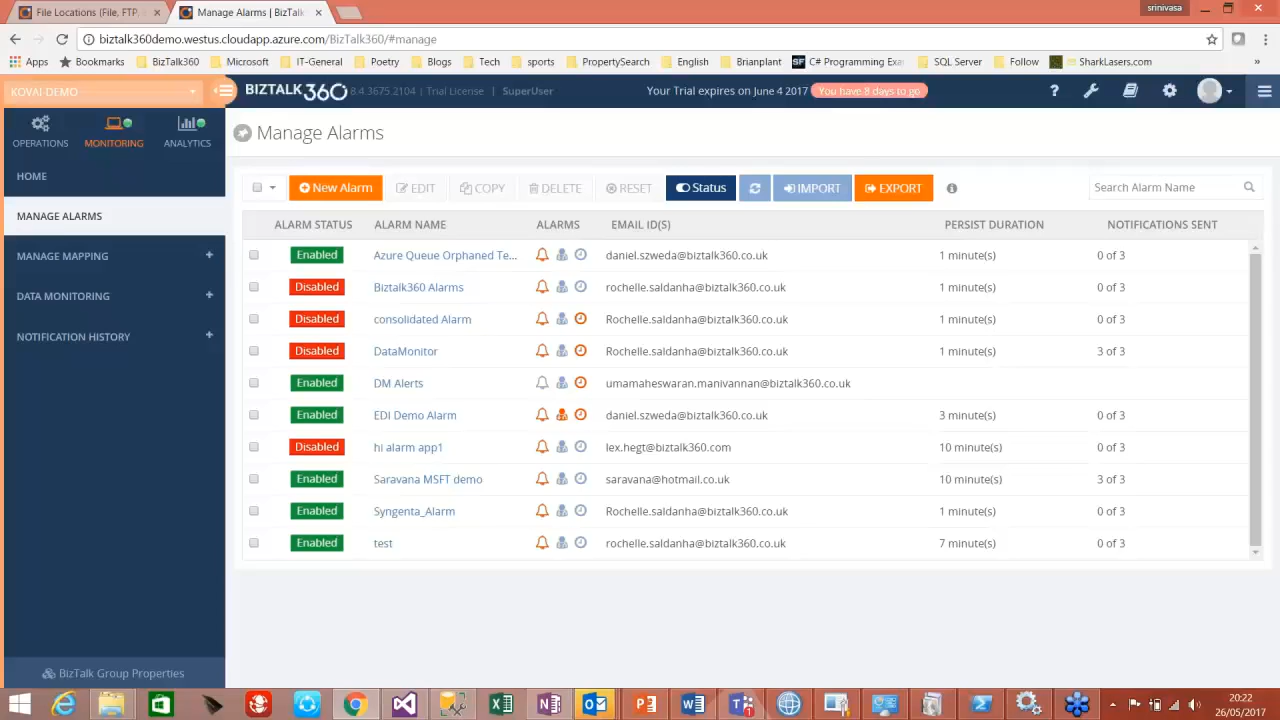 File Locations (File, FTP,
Manage Alarms | BizTalk
srinivasa
biztalk360demo.westus.cloudapp.azure.com/BizTalk360/#manage
Apps
Bookmarks
BizTalk360
Microsoft
IT-General
Poetry
Blogs
Tech
sports
PropertySearch
English
Brianplant
SF C# Programming Exa
SQL Server
Follow
SharkLasers.com
»
KOVAI-DEMO
BIZTALK360
8.4.3675.2104 | Trial License | SuperUser
Your Trial expires on June 4 2017
You have 8 days to go
OPERATIONS
MONITORING
ANALYTICS
HOME
MANAGE ALARMS
MANAGE MAPPING +
DATA MONITORING +
NOTIFICATION HISTORY +
BizTalk Group Properties
Manage Alarms
New Alarm
EDIT
COPY
DELETE
RESET
Status
IMPORT
EXPORT
Search Alarm Name
ALARM STATUS ALARM NAME ALARMS EMAIL ID(S) PERSIST DURATION NOTIFICATIONS SENT
Enabled Azure Queue Orphaned Te... daniel.szweda@biztalk360.co.uk 1 minute(s) 0 of 3
Disabled Biztalk360 Alarms rochelle.saldanha@biztalk360.co.uk 1 minute(s) 0 of 3
Disabled consolidated Alarm Rochelle.saldanha@biztalk360.co.uk 1 minute(s) 0 of 3
Disabled DataMonitor Rochelle.saldanha@biztalk360.co.uk 1 minute(s) 3 of 3
Enabled DM Alerts umamaheswaran.manivannan@biztalk360.co.uk
Enabled EDI Demo Alarm daniel.szweda@biztalk360.co.uk 3 minute(s) 0 of 3
Disabled hi alarm app1 lex.hegt@biztalk360.com 10 minute(s) 0 of 3
Enabled Saravana MSFT demo saravana@hotmail.co.uk 10 minute(s) 3 of 3
Enabled Syngenta_Alarm Rochelle.saldanha@biztalk360.co.uk 1 minute(s) 0 of 3
Enabled test rochelle.saldanha@biztalk360.co.uk 7 minute(s) 0 of 3
20:22
26/05/2017